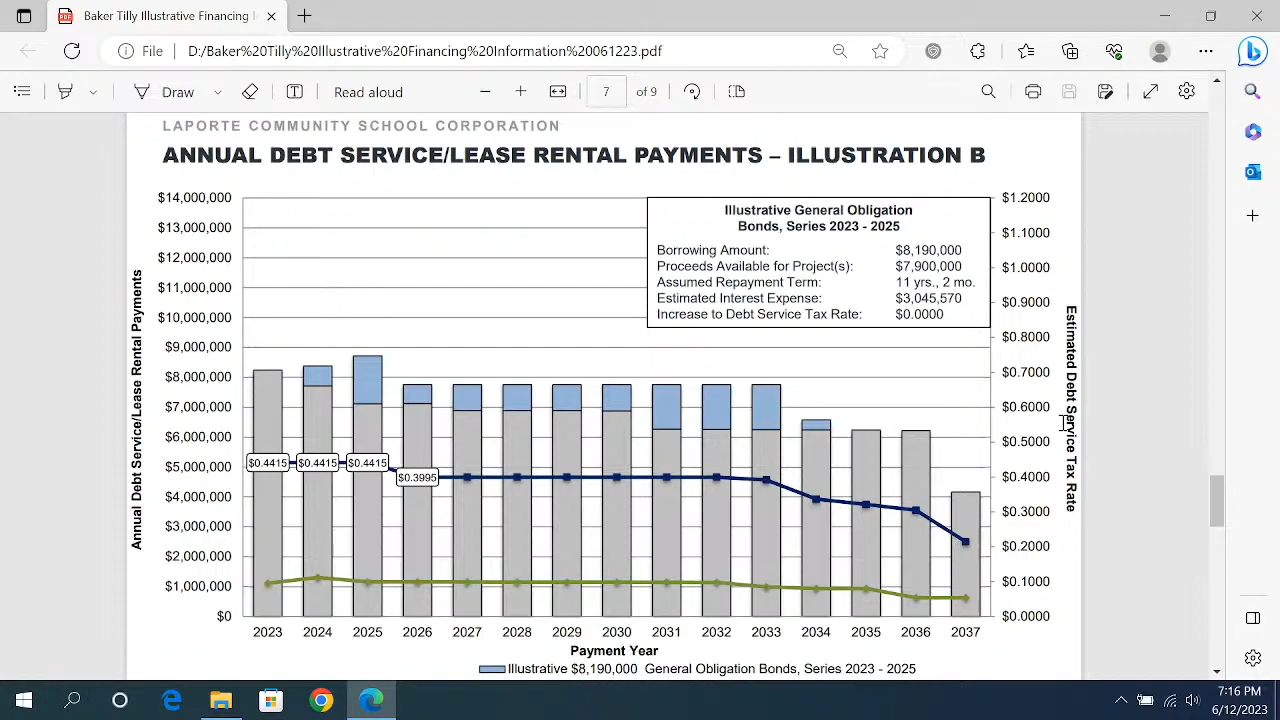 Baker Tilly Illustrative Financing I
File D:/Baker%20Tilly%20Illustrative%20Financing%20Information%20061223.pdf
Draw Read aloud 7 of 9
LAPORTE COMMUNITY SCHOOL CORPORATION
ANNUAL DEBT SERVICE/LEASE RENTAL PAYMENTS – ILLUSTRATION B
Annual Debt Service/Lease Rental Payments
$14,000,000
$13,000,000
$12,000,000
$11,000,000
$10,000,000
$9,000,000
$8,000,000
$7,000,000
$6,000,000
$5,000,000
$4,000,000
$3,000,000
$2,000,000
$1,000,000
$0
Illustrative General Obligation
Bonds, Series 2023 - 2025
Borrowing Amount: $8,190,000
Proceeds Available for Project(s): $7,900,000
Assumed Repayment Term: 11 yrs., 2 mo.
Estimated Interest Expense: $3,045,570
Increase to Debt Service Tax Rate: $0.0000
$0.4415 $0.4415 $0.4415 $0.3995
$1.2000
$1.1000
$1.0000
$0.9000
$0.8000
$0.7000
$0.6000
$0.5000
$0.4000
$0.3000
$0.2000
$0.1000
$0.0000
Estimated Debt Service Tax Rate
2023 2024 2025 2026 2027 2028 2029 2030 2031 2032 2033 2034 2035 2036 2037
Payment Year
Illustrative $8,190,000 General Obligation Bonds, Series 2023 - 2025
7:16 PM
6/12/2023